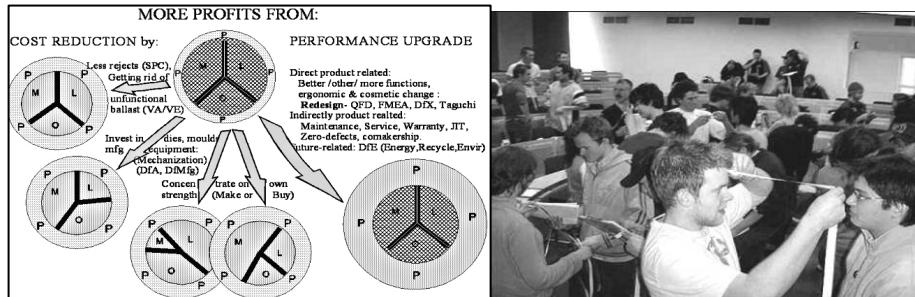 MORE PROFITS FROM:
COST REDUCTION by:
PERFORMANCE UPGRADE
Less rejects (SPC),
Getting rid of
unfunctional
ballast (VA/VE)
Direct product related:
Better /other/ more functions,
ergonomic & cosmetic change :
Redesign- QFD, FMEA, DfX, Taguchi
Indirectly product realted:
Maintenance, Service, Warranty, JIT,
Zero-defects, comakership.
Future-related: DfE (Energy,Recycle,Envir)
Invest in dies, moulds
mfg equipment:
(Mechanization)
(DfA, DfMfg)
Concen trate on own
strength (Make or Buy)
P P P
M L
O
P P
M L
O
P
P P
M L
O
P
P P
M L
O
P
P
M L
O
P P
P
M L
O
P P